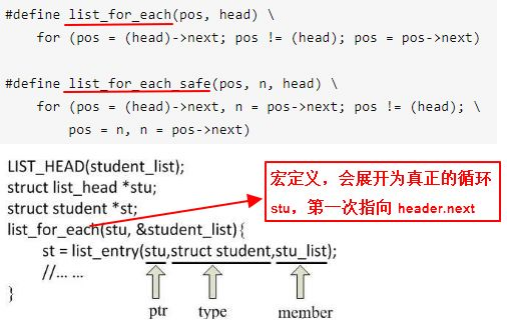 #define list_for_each(pos, head) \
for (pos = (head)->next; pos != (head); pos = pos->next)
#define list_for_each_safe(pos, n, head) \
for (pos = (head)->next, n = pos->next; pos != (head); \
pos = n, n = pos->next)
LIST_HEAD(student_list);
struct list_head *stu;
struct student *st;
list_for_each(stu, &student_list){
st = list_entry(stu,struct student,stu_list);
//... ...
}
宏定义，会展开为真正的循环
stu，第一次指向 header.next
ptr type member